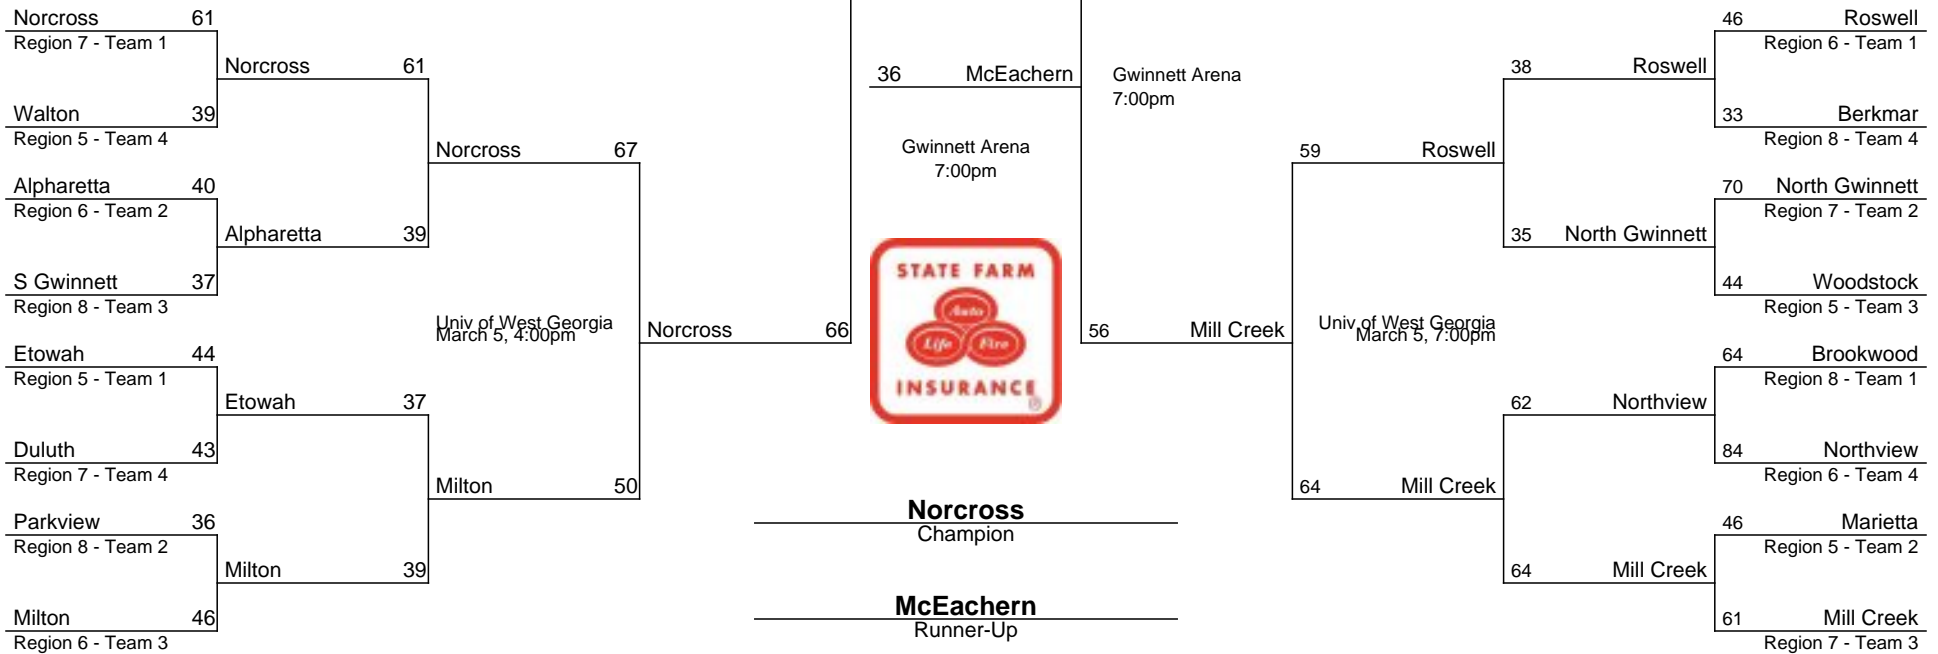 Norcross 61
Region 7 - Team 1
Norcross 61
Walton 39
Region 5 - Team 4
Norcross 67
Alpharetta 40
Region 6 - Team 2
Alpharetta 39
S Gwinnett 37
Region 8 - Team 3
Univ of West Georgia
March 5, 4:00pm
Norcross 66
Etowah 44
Region 5 - Team 1
Etowah 37
Duluth 43
Region 7 - Team 4
Milton 50
Parkview 36
Region 8 - Team 2
Milton 39
Milton 46
Region 6 - Team 3
36 McEachern
Gwinnett Arena
7:00pm
Gwinnett Arena
7:00pm
STATE FARM
Auto
Life Fire
INSURANCE
®
Norcross
Champion
McEachern
Runner-Up
46 Roswell
Region 6 - Team 1
38 Roswell
33 Berkmar
Region 8 - Team 4
59 Roswell
70 North Gwinnett
Region 7 - Team 2
35 North Gwinnett
44 Woodstock
Region 5 - Team 3
Univ of West Georgia
March 5, 7:00pm
56 Mill Creek
64 Brookwood
Region 8 - Team 1
62 Northview
84 Northview
Region 6 - Team 4
64 Mill Creek
46 Marietta
Region 5 - Team 2
64 Mill Creek
61 Mill Creek
Region 7 - Team 3